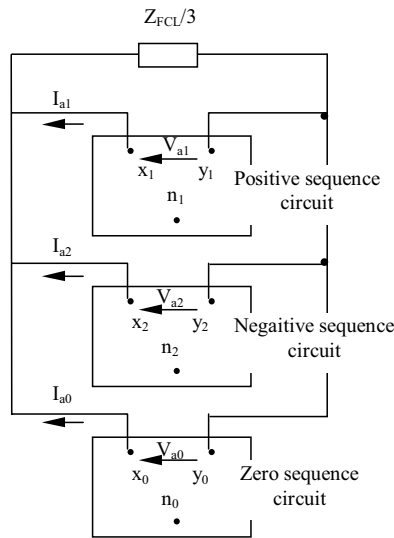 Z_FCL/3
I_a1
V_a1
x_1 y_1
n_1
Positive sequence
circuit
I_a2
V_a2
x_2 y_2
n_2
Negaitive sequence
circuit
I_a0
V_a0
x_0 y_0
n_0
Zero sequence
circuit